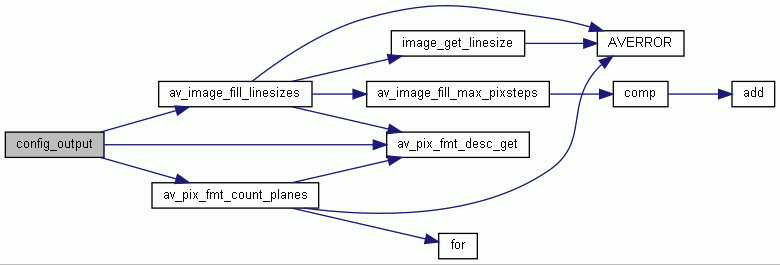 image_get_linesize
AVERROR
av_image_fill_linesizes
av_image_fill_max_pixsteps
comp
add
config_output
av_pix_fmt_desc_get
av_pix_fmt_count_planes
for